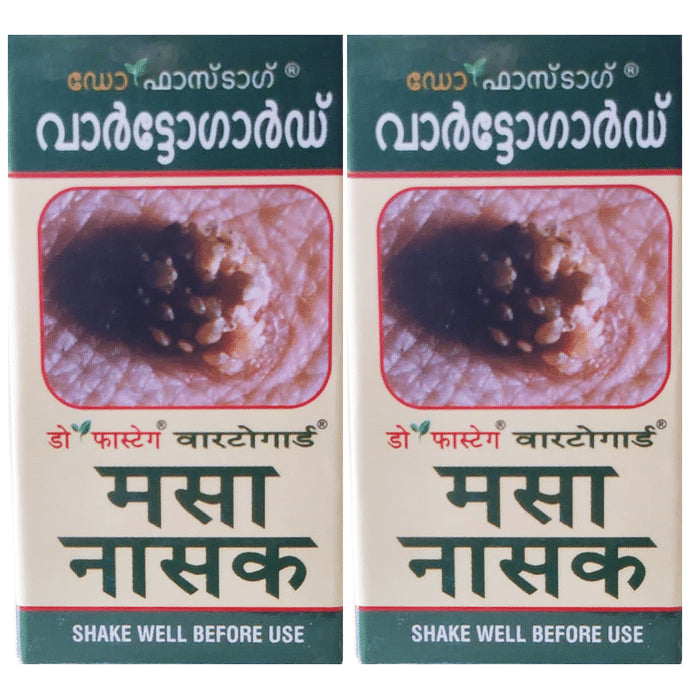 ഡോ ഫാസ്ടാഗ് ®
വാർട്ടോഗാർഡ്
डो फास्टेग® वारटोगार्ड®
मसा
नासक
SHAKE WELL BEFORE USE
ഡോ ഫാസ്ടാഗ് ®
വാർട്ടോഗാർഡ്
डो फास्टेग® वारटोगार्ड®
मसा
नासक
SHAKE WELL BEFORE USE